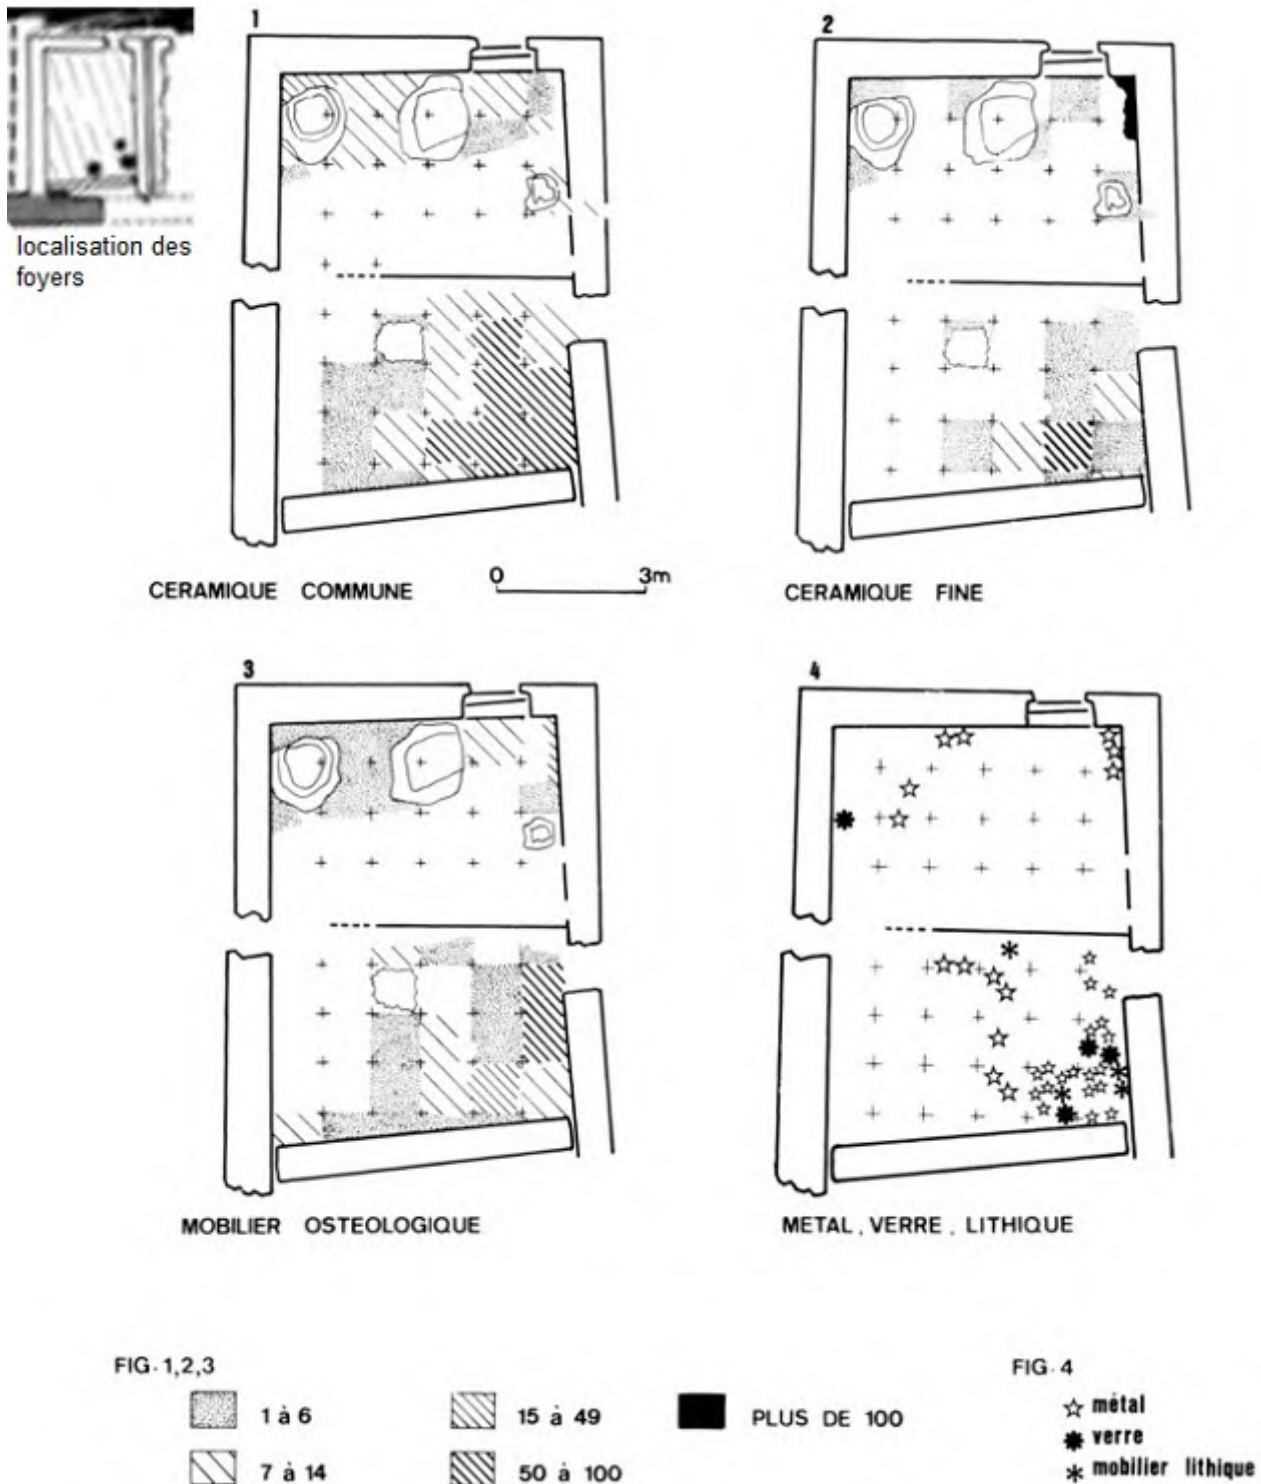 localisation des
foyers
1
2
CERAMIQUE COMMUNE
0 3m
CERAMIQUE FINE
3
4
MOBILIER OSTEOLOGIQUE
METAL, VERRE, LITHIQUE
FIG. 1,2,3
1 à 6
15 à 49
PLUS DE 100
7 à 14
50 à 100
FIG. 4
métal
verre
mobilier lithique